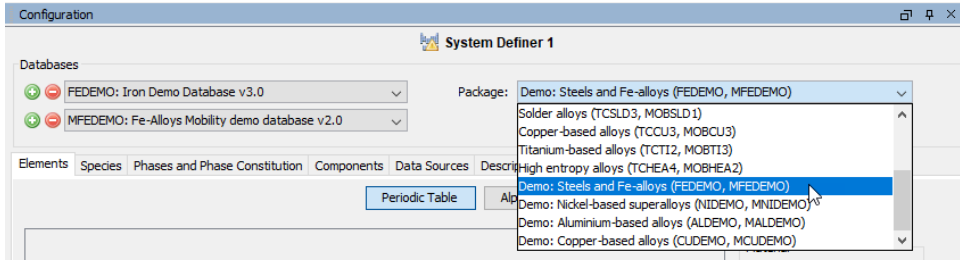 Configuration
System Definer 1
Databases
FEDEMO: Iron Demo Database v3.0
Package: Demo: Steels and Fe-alloys (FEDEMO, MFEDEMO)
MFEDEMO: Fe-Alloys Mobility demo database v2.0
Solder alloys (TCSLD3, MOBSLD1)
Copper-based alloys (TCCU3, MOBCU3)
Titanium-based alloys (TCTI2, MOBTI3)
High entropy alloys (TCHEA4, MOBHEA2)
Demo: Steels and Fe-alloys (FEDEMO, MFEDEMO)
Demo: Nickel-based superalloys (NIDEMO, MNIDEMO)
Demo: Aluminium-based alloys (ALDEMO, MALDEMO)
Demo: Copper-based alloys (CUDEMO, MCUDEMO)
Elements Species Phases and Phase Constitution Components Data Sources Descrip
Periodic Table Alp